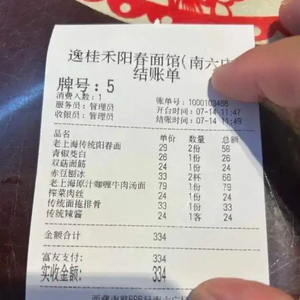 逸桂禾阳春面馆(南六
结账单
牌号:5
消费人数:1 账单号:1000103468
服务员:管理员 开台时间:07-14 11:47
收银员:管理员 结账时间:07-14 11:49
品名 单价 数量 总额
老上海传统阳春面 29 2份 58
青椒茭白 26 1份 26
双菇面筋 24 1份 24
赤豆刨冰 33 2杯 66
老上海原汁咖喱牛肉汤面 79 1份 79
榨菜肉丝 24 1份 24
传统面拖排骨 33 1份 33
传统辣酱 24 1客 24
金额合计 334
富友支付: 334
实收金额: 334